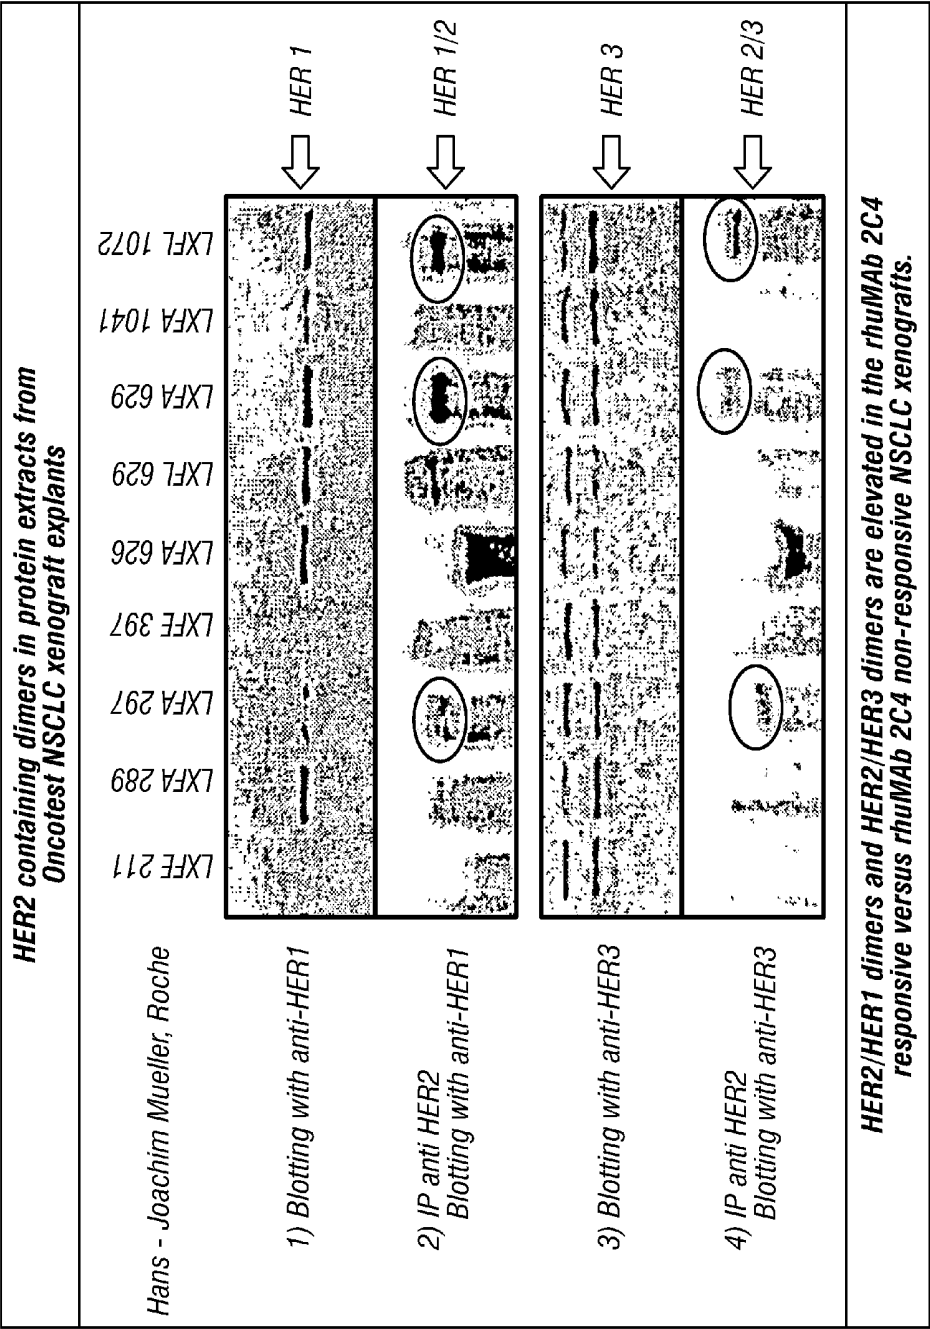 HER2 containing dimers in protein extracts from
Oncotest NSCLC xenograft explants
Hans - Joachim Mueller, Roche
LXFE 211
LXFA 289
LXFA 297
LXFE 397
LXFA 626
LXFL 629
LXFA 629
LXFA 1041
LXFL 1072
1) Blotting with anti-HER1
HER 1
2) IP anti HER2
Blotting with anti-HER1
HER 1/2
3) Blotting with anti-HER3
HER 3
4) IP anti HER2
Blotting with anti-HER3
HER 2/3
HER2/HER1 dimers and HER2/HER3 dimers are elevated in the rhuMAb 2C4
responsive versus rhuMAb 2C4 non-responsive NSCLC xenografts.